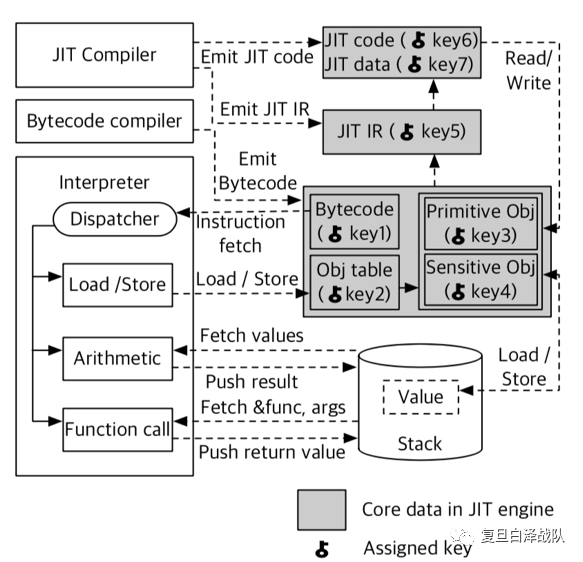 JIT Compiler
Emit JIT code
JIT code ( key6)
JIT data ( key7)
Read/
Write
Bytecode compiler
Emit JIT IR
JIT IR ( key5)
Emit
Bytecode
Interpreter
Dispatcher
Instruction
fetch
Bytecode
( key1)
Primitive Obj
( key3)
Load /Store
Load / Store
Obj table
( key2)
Sensitive Obj
( key4)
Arithmetic
Fetch values
Push result
Load /
Store
Value
Fetch &func, args
Function call
Push return value
Stack
Core data in JIT engine
Assigned key
复旦白泽战队